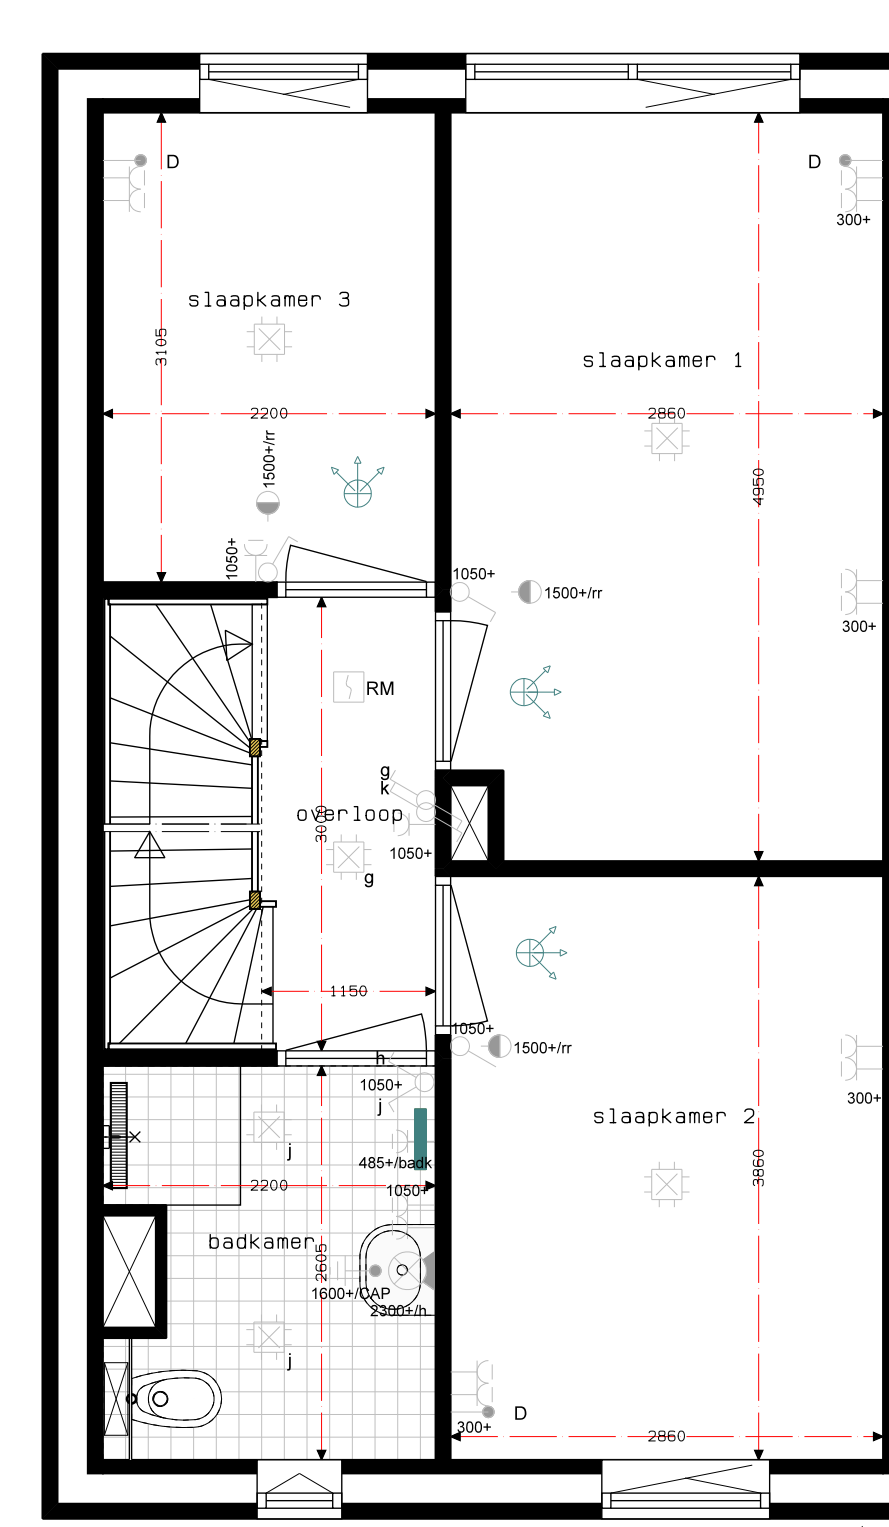 D
D
300+
slaapkamer 3
3105
slaapkamer 1
2200
2860
1500+/rr
4950
1050+
1050+
1500+/rr
300+
RM
g
k
overloop
3000
1050+
g
1150
1050+
1500+/rr
h
1050+
j
300+
slaapkamer 2
j
485+/badk
3860
2200
1050+
badkamer
2605
1600+/CAP
2300+/h
j
D
300+
2860